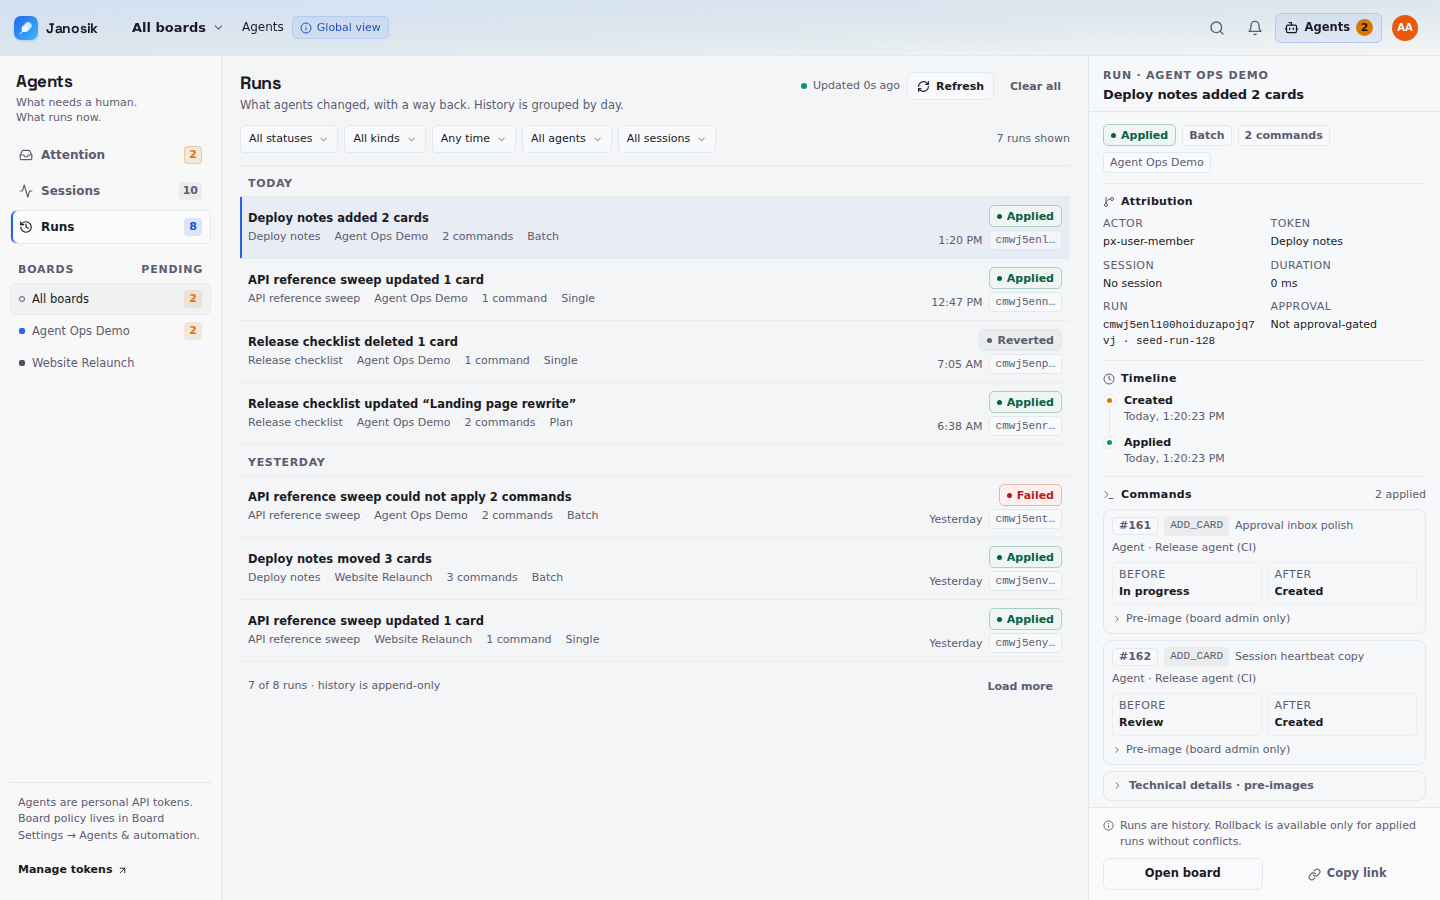 Janosik
All boards
Agents
Global view
Agents 2
AA
Agents
What needs a human.
What runs now.
Attention 2
Sessions 10
Runs 8
BOARDS PENDING
All boards 2
Agent Ops Demo 2
Website Relaunch
Agents are personal API tokens.
Board policy lives in Board
Settings → Agents & automation.
Manage tokens
Runs
What agents changed, with a way back. History is grouped by day.
Updated 0s ago
Refresh
Clear all
All statuses
All kinds
Any time
All agents
All sessions
7 runs shown
TODAY
Deploy notes added 2 cards
Applied
Deploy notes · Agent Ops Demo · 2 commands · Batch
1:20 PM cmwj5enl…
API reference sweep updated 1 card
Applied
API reference sweep · Agent Ops Demo · 1 command · Single
12:47 PM cmwj5enn…
Release checklist deleted 1 card
Reverted
Release checklist · Agent Ops Demo · 1 command · Single
7:05 AM cmwj5enp…
Release checklist updated “Landing page rewrite”
Applied
Release checklist · Agent Ops Demo · 2 commands · Plan
6:38 AM cmwj5enr…
YESTERDAY
API reference sweep could not apply 2 commands
Failed
API reference sweep · Agent Ops Demo · 2 commands · Batch
Yesterday cmwj5ent…
Deploy notes moved 3 cards
Applied
Deploy notes · Website Relaunch · 3 commands · Batch
Yesterday cmwj5env…
API reference sweep updated 1 card
Applied
API reference sweep · Website Relaunch · 1 command · Single
Yesterday cmwj5eny…
7 of 8 runs · history is append-only
Load more
RUN · AGENT OPS DEMO
Deploy notes added 2 cards
Applied
Batch
2 commands
Agent Ops Demo
Attribution
ACTOR TOKEN
px-user-member Deploy notes
SESSION DURATION
No session 0 ms
RUN APPROVAL
cmwj5enl100hoiduzapojq7 Not approval-gated
vj · seed-run-128
Timeline
Created
Today, 1:20:23 PM
Applied
Today, 1:20:23 PM
Commands 2 applied
#161 ADD_CARD Approval inbox polish
Agent · Release agent (CI)
BEFORE AFTER
In progress Created
Pre-image (board admin only)
#162 ADD_CARD Session heartbeat copy
Agent · Release agent (CI)
BEFORE AFTER
Review Created
Pre-image (board admin only)
Technical details · pre-images
Runs are history. Rollback is available only for applied
runs without conflicts.
Open board
Copy link